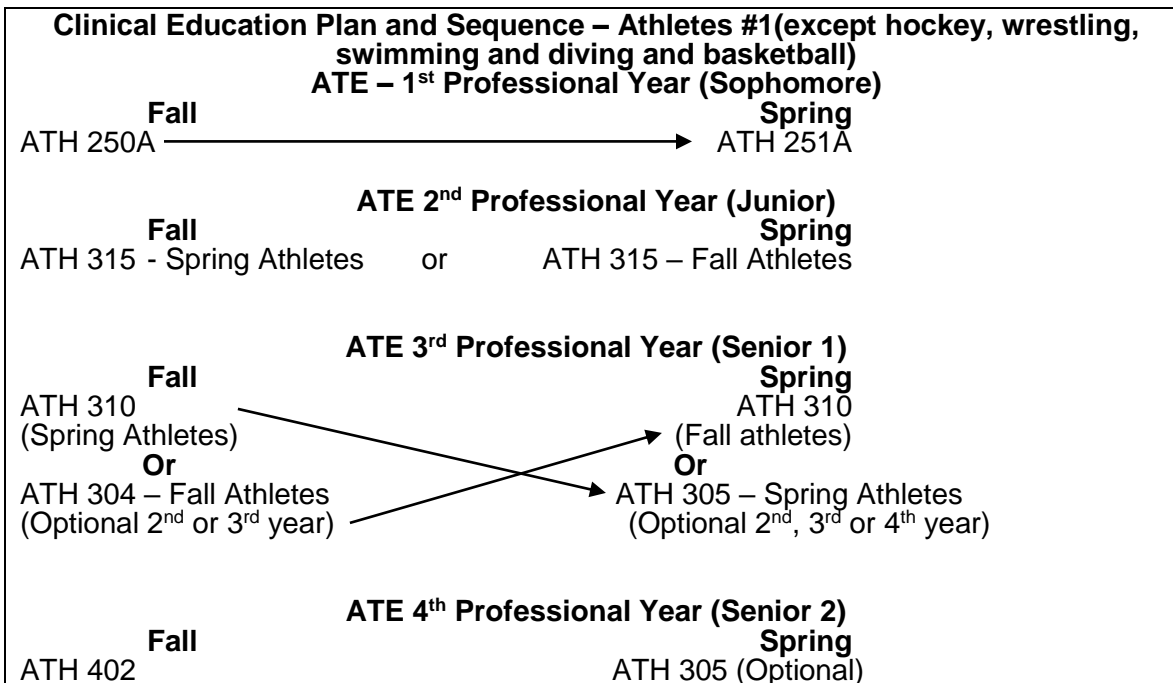 Clinical Education Plan and Sequence – Athletes #1(except hockey, wrestling,
swimming and diving and basketball)
ATE – 1st Professional Year (Sophomore)
Fall Spring
ATH 250A ATH 251A
ATE 2nd Professional Year (Junior)
Fall Spring
ATH 315 - Spring Athletes or ATH 315 – Fall Athletes
ATE 3rd Professional Year (Senior 1)
Fall Spring
ATH 310 ATH 310
(Spring Athletes) (Fall athletes)
Or Or
ATH 304 – Fall Athletes ATH 305 – Spring Athletes
(Optional 2nd or 3rd year) (Optional 2nd, 3rd or 4th year)
ATE 4th Professional Year (Senior 2)
Fall Spring
ATH 402 ATH 305 (Optional)